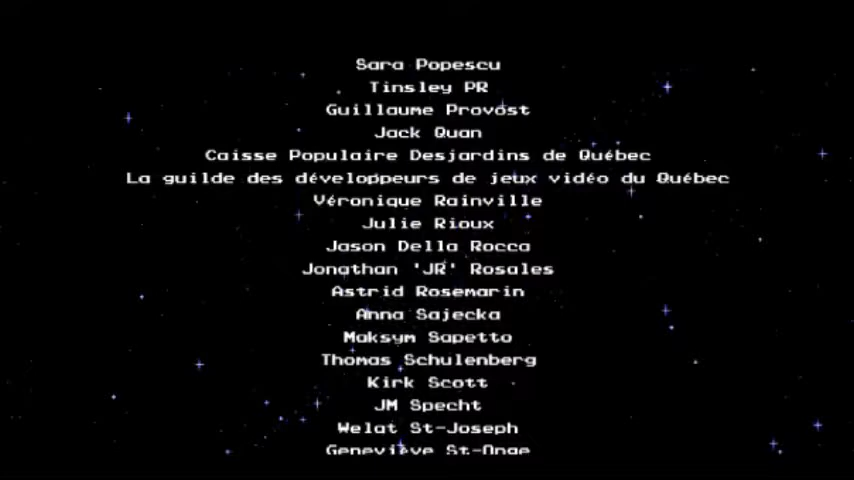 Sara Popescu
Tinsley PR
Guillaume Provost
Jack Quan
Caisse Populaire Desjardins de Québec
La guilde des développeurs de jeux vidéo du Québec
Véronique Rainville
Julie Rioux
Jason Della Rocca
Jonathan 'JR' Rosales
Astrid Rosemarin
Anna Sajecka
Maksym Sapetto
Thomas Schulenberg
Kirk Scott
JM Specht
Welat St-Joseph
Geneviève St-Onge